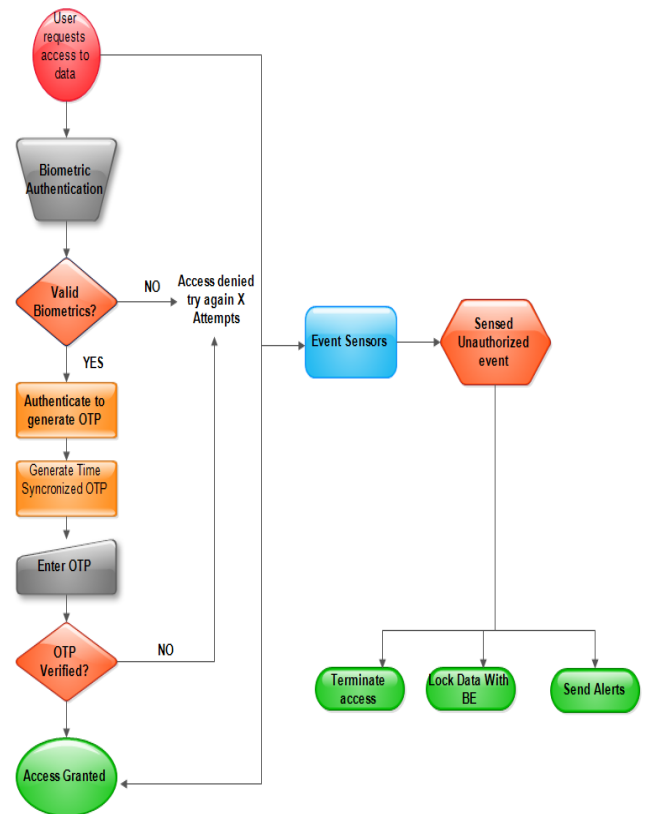 User
requests
access to
data
Biometric
Authentication
Valid
Biometrics?
NO
Access denied
try again X
Attempts
YES
Authenticate to
generate OTP
Generate Time
Syncronized OTP
Enter OTP
OTP
Verified?
NO
Access Granted
Event Sensors
Sensed
Unauthorized
event
Terminate
access
Lock Data With
BE
Send Alerts